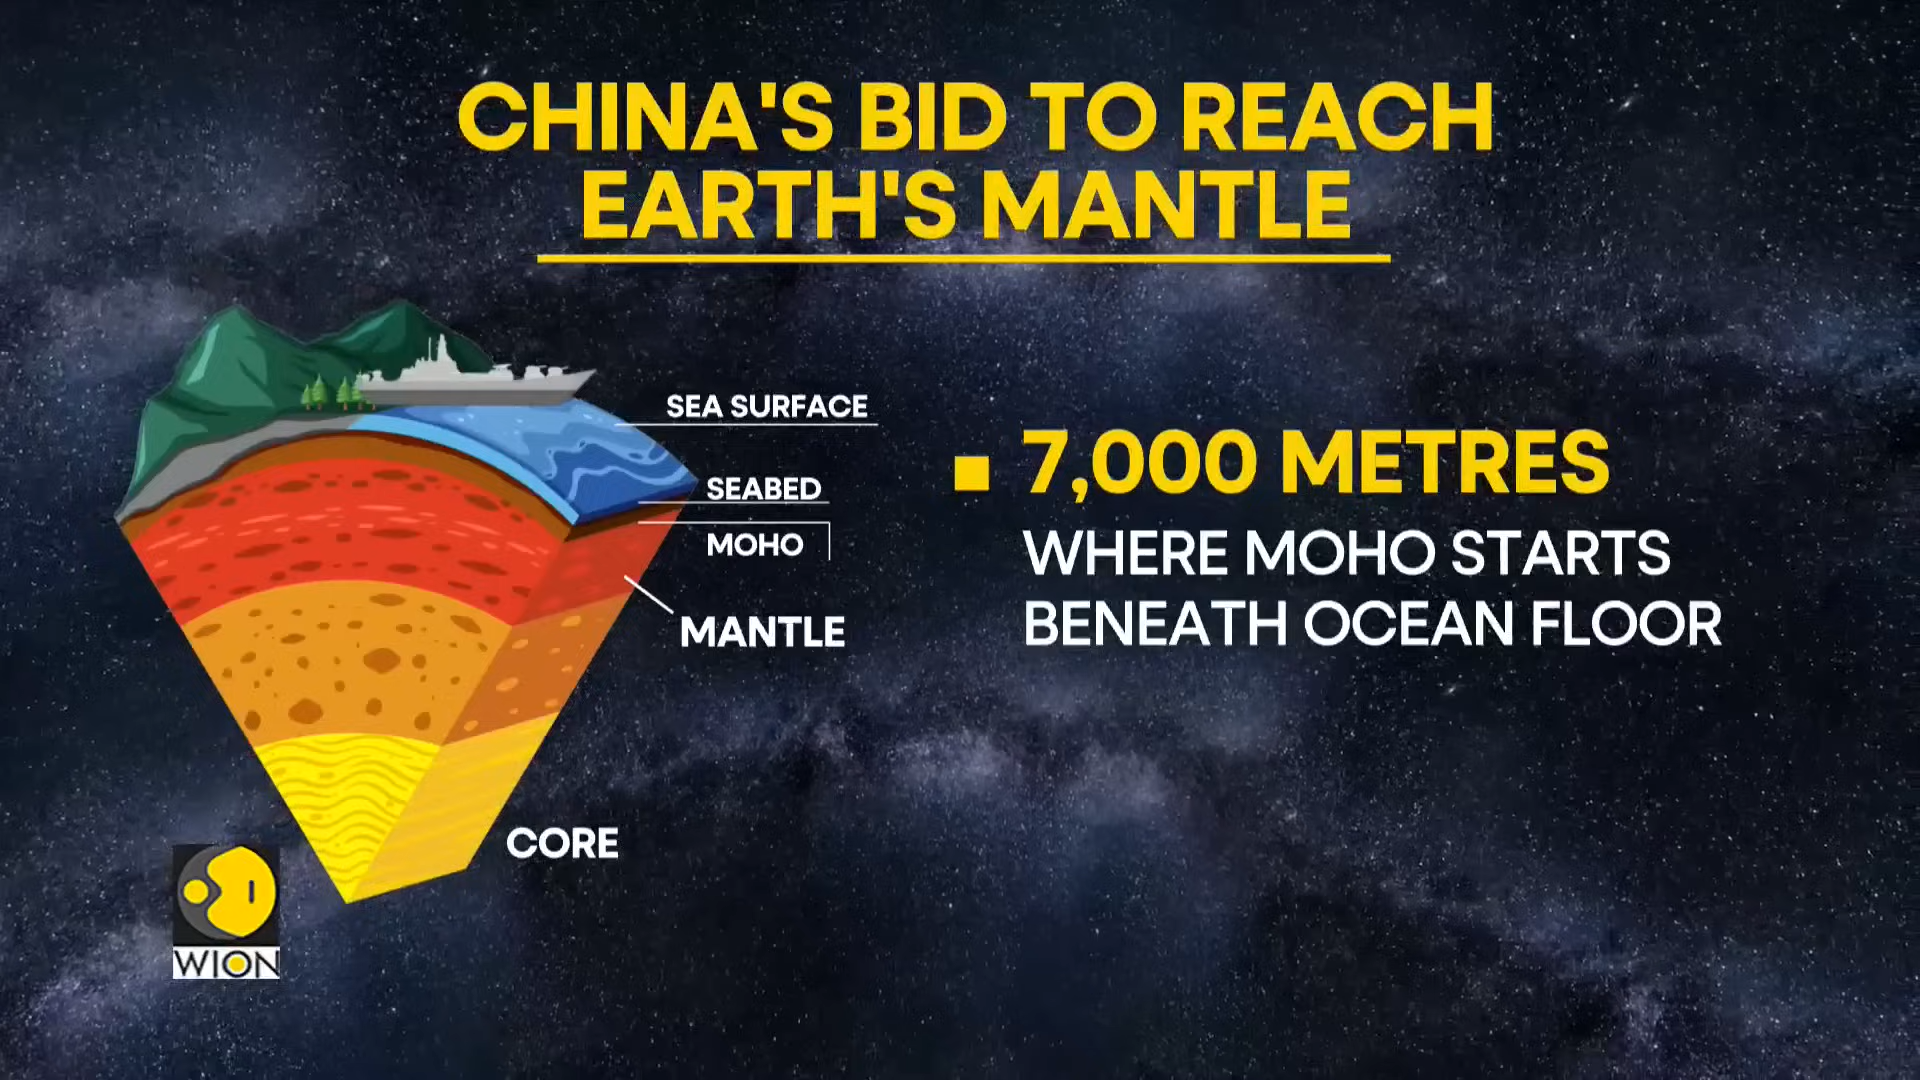 CHINA'S BID TO REACH
EARTH'S MANTLE
SEA SURFACE
SEABED
MOHO
MANTLE
CORE
7,000 METRES
WHERE MOHO STARTS
BENEATH OCEAN FLOOR
WION